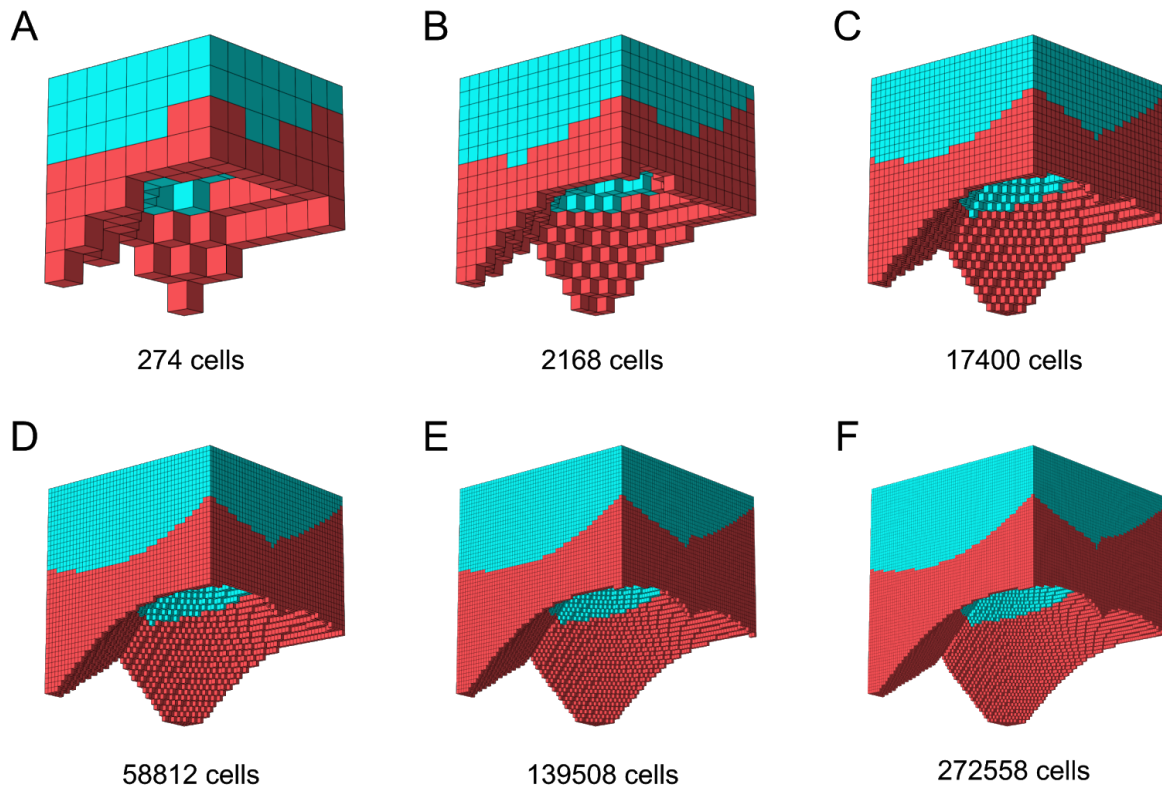 A
B
C
274 cells
2168 cells
17400 cells
D
E
F
58812 cells
139508 cells
272558 cells